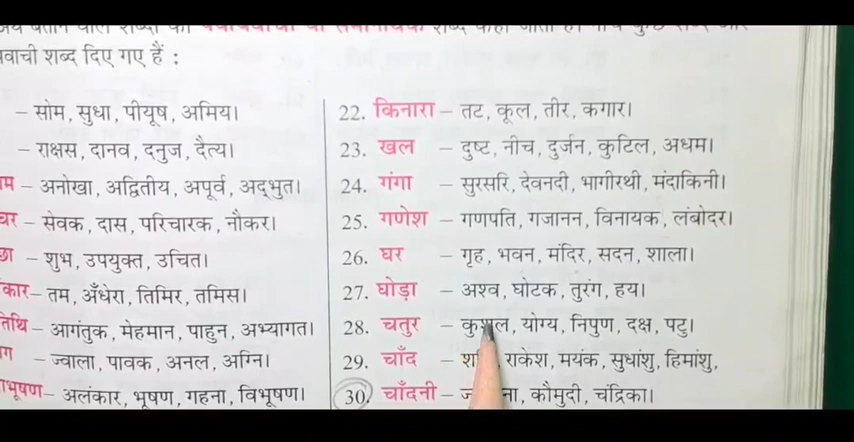 वाची शब्द दिए गए हैं :
– सोम, सुधा, पीयूष, अमिय।
– राक्षस, दानव, दनुज, दैत्य।
– अनोखा, अद्वितीय, अपूर्व, अद्भुत।
– सेवक, दास, परिचारक, नौकर।
– शुभ, उपयुक्त, उचित।
– तम, अँधेरा, तिमिर, तमिस।
– आगंतुक, मेहमान, पाहुन, अभ्यागत।
– ज्वाला, पावक, अनल, अग्नि।
– अलंकार, भूषण, गहना, विभूषण।
22. किनारा – तट, कूल, तीर, कगार।
23. खल – दुष्ट, नीच, दुर्जन, कुटिल, अधम।
24. गंगा – सुरसरि, देवनदी, भागीरथी, मंदाकिनी।
25. गणेश – गणपति, गजानन, विनायक, लंबोदर।
26. घर – गृह, भवन, मंदिर, सदन, शाला।
27. घोड़ा – अश्व, घोटक, तुरंग, हय।
28. चतुर – योग्य, निपुण, दक्ष, पटु।
29. चाँद – राकेश, मयंक, सुधांशु, हिमांशु,
30. चाँदनी – कौमुदी, चंद्रिका।